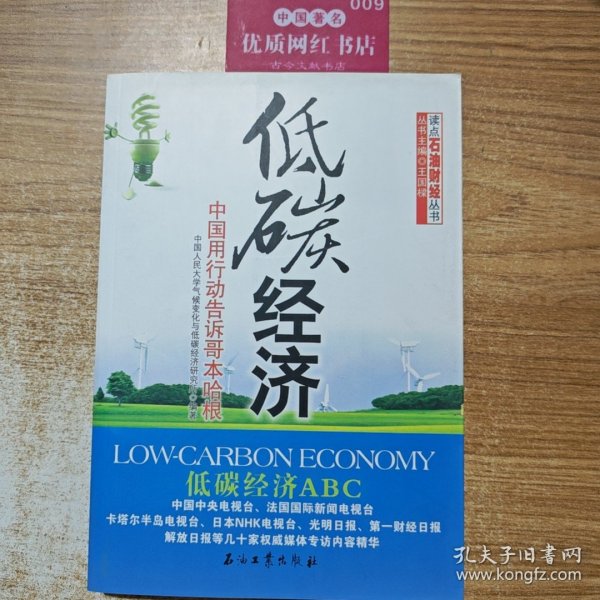 009
中国著名
优质网红书店
古今文献书店
读点石油财经丛书
丛书主编◎王国樑
低碳经济
中国用行动告诉哥本哈根
中国人民大学气候变化与低碳经济研究所 编著
LOW-CARBON ECONOMY
低碳经济ABC
中国中央电视台、法国国际新闻电视台
卡塔尔半岛电视台、日本NHK电视台、光明日报、第一财经日报
解放日报等几十家权威媒体专访内容精华
石油工业出版社
孔夫子旧书网
www.kongfz.com